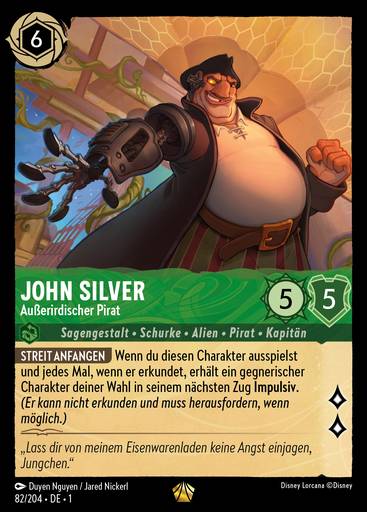 6
JOHN SILVER
Außerirdischer Pirat
5
5
Sagengestalt • Schurke • Alien • Pirat • Kapitän
STREIT ANFANGEN Wenn du diesen Charakter ausspielst
und jedes Mal, wenn er erkundet, erhält ein gegnerischer
Charakter deiner Wahl in seinem nächsten Zug Impulsiv.
(Er kann nicht erkunden und muss herausfordern, wenn
möglich.)
„Lass dir von meinem Eisenwarenladen keine Angst einjagen,
Jungchen.“
Duyen Nguyen / Jared Nickerl
82/204 • DE • 1
Disney Lorcana ©Disney